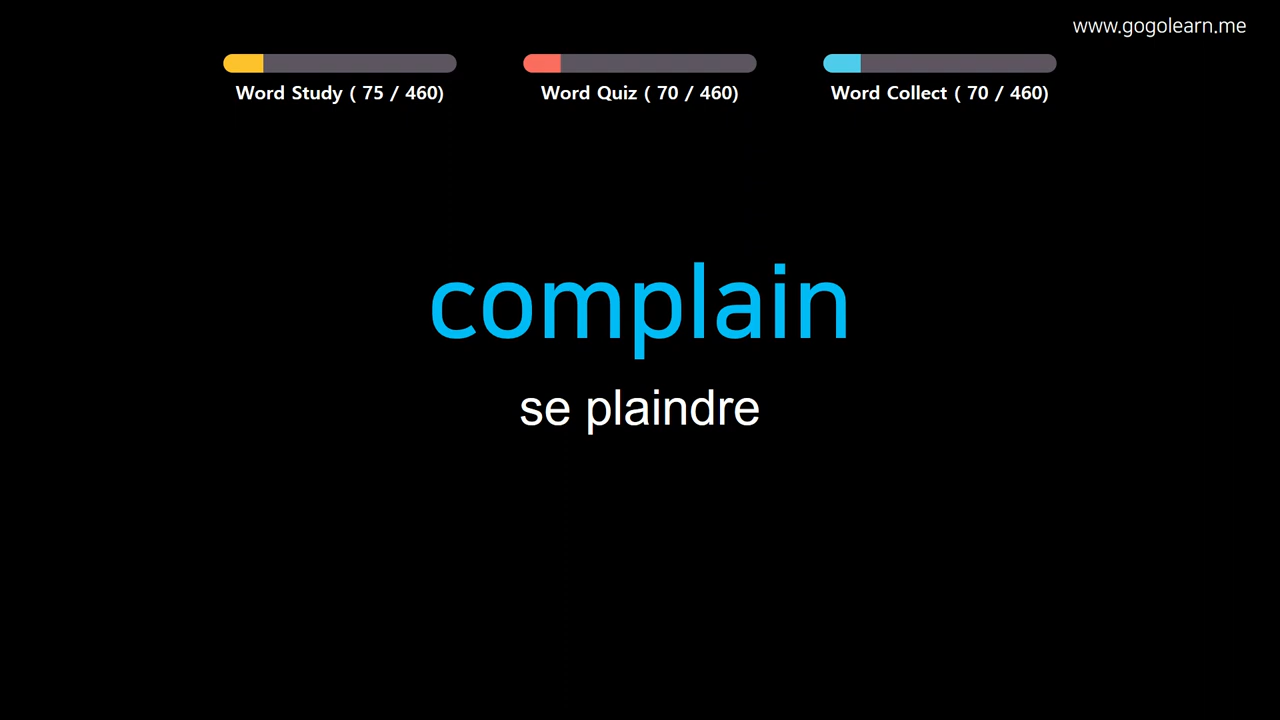 www.gogolearn.me
Word Study ( 75 / 460)
Word Quiz ( 70 / 460)
Word Collect ( 70 / 460)
complain
se plaindre